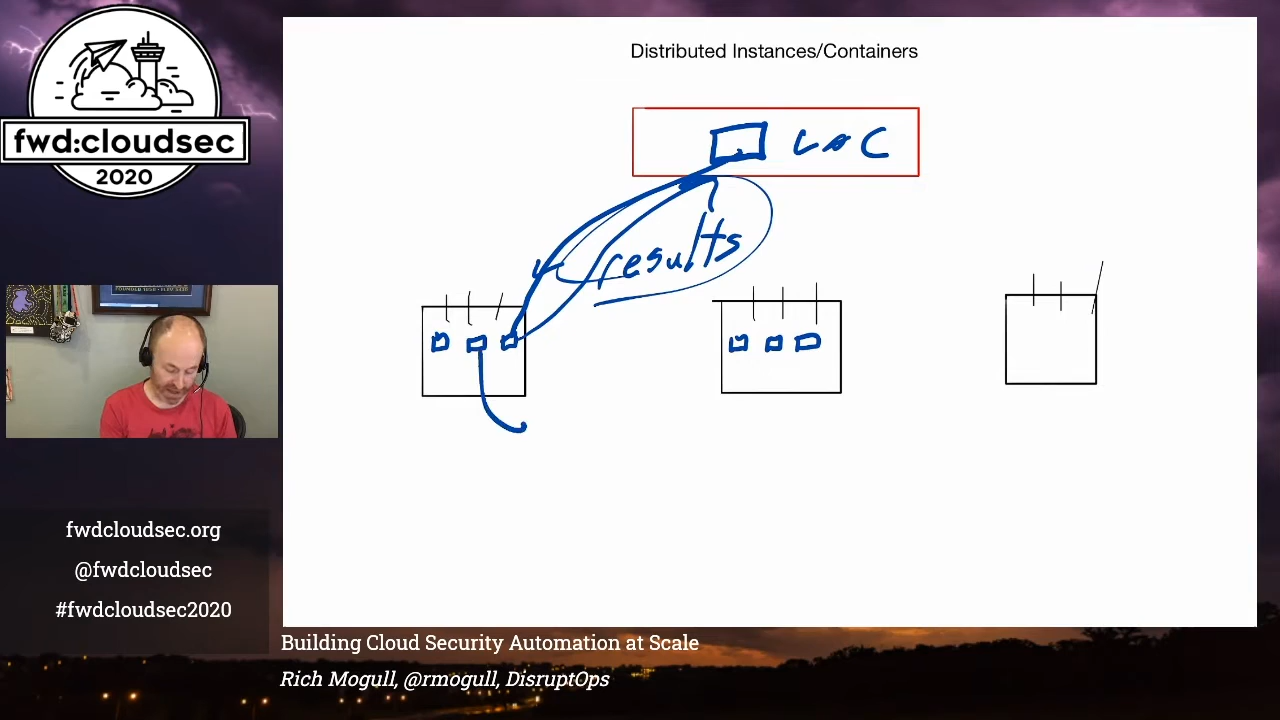 fwd:cloudsec
2020
Distributed Instances/Containers
results
fwdcloudsec.org
@fwdcloudsec
#fwdcloudsec2020
Building Cloud Security Automation at Scale
Rich Mogull, @rmogull, DisruptOps